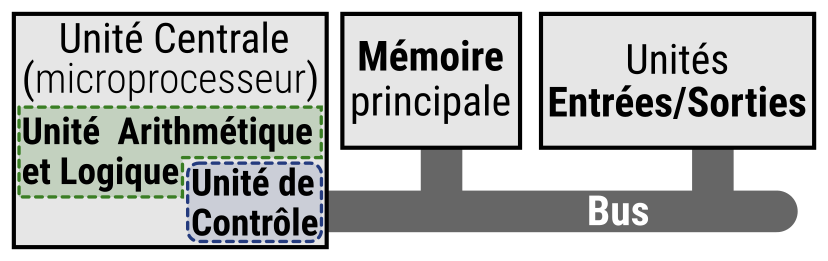 Unité Centrale
(microprocesseur)
Unité Arithmétique
et Logique
Unité de
Contrôle
Mémoire
principale
Unités
Entrées/Sorties
Bus